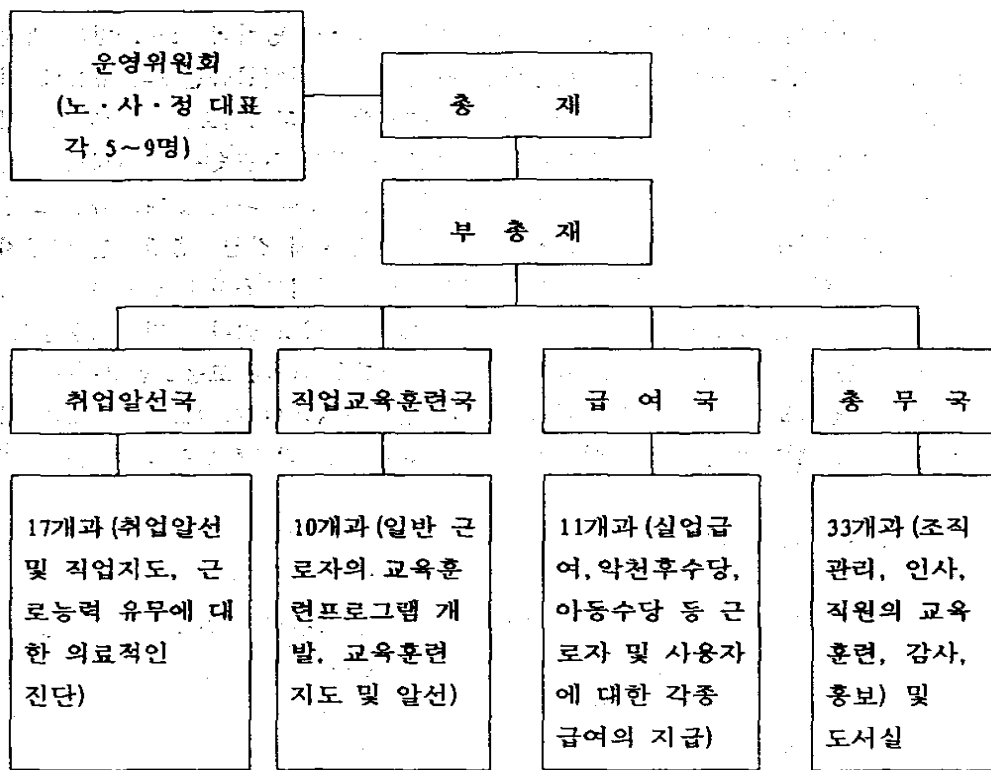 운영위원회
(노·사·정 대표
각 5~9명)
총 재
부 총 재
취업알선국
직업교육훈련국
급 여 국
총 무 국
17개과 (취업알선
및 직업지도, 근
로능력 유무에 대
한 의료적인
진단)
10개과 (일반 근
로자의 교육훈
련프로그램 개
발, 교육훈련
지도 및 알선)
11개과 (실업급
여, 악천후수당,
아동수당 등 근
로자 및 사용자
에 대한 각종
급여의 지급)
33개과 (조직
관리, 인사,
직원의 교육
훈련, 감사,
홍보) 및
도서실